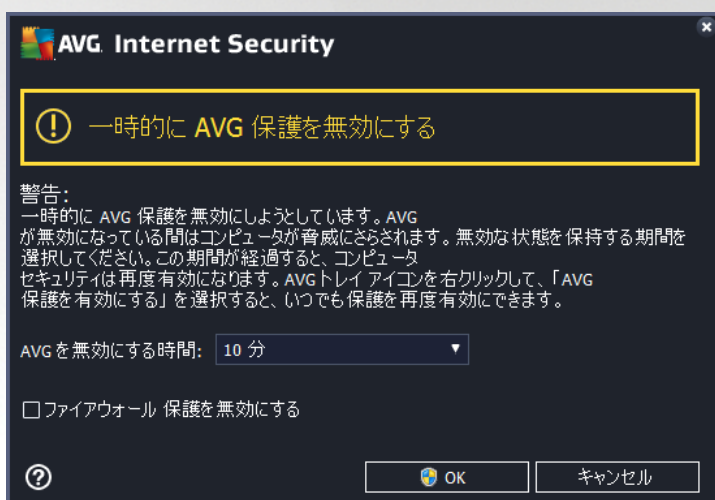 AVG. Internet Security
一時的に AVG 保護を無効にする
警告:
一時的に AVG 保護を無効にしようとしています。AVG
が無効になっている間はコンピュータが脅威にさらされます。無効な状態を保持する期間を
選択してください。この期間が経過すると、コンピュータ
セキュリティは再度有効になります。AVGトレイ アイコンを右クリックして、「AVG
保護を有効にする」を選択すると、いつでも保護を再度有効にできます。
AVGを無効にする時間: 10 分
ファイアウォール 保護を無効にする
OK キャンセル